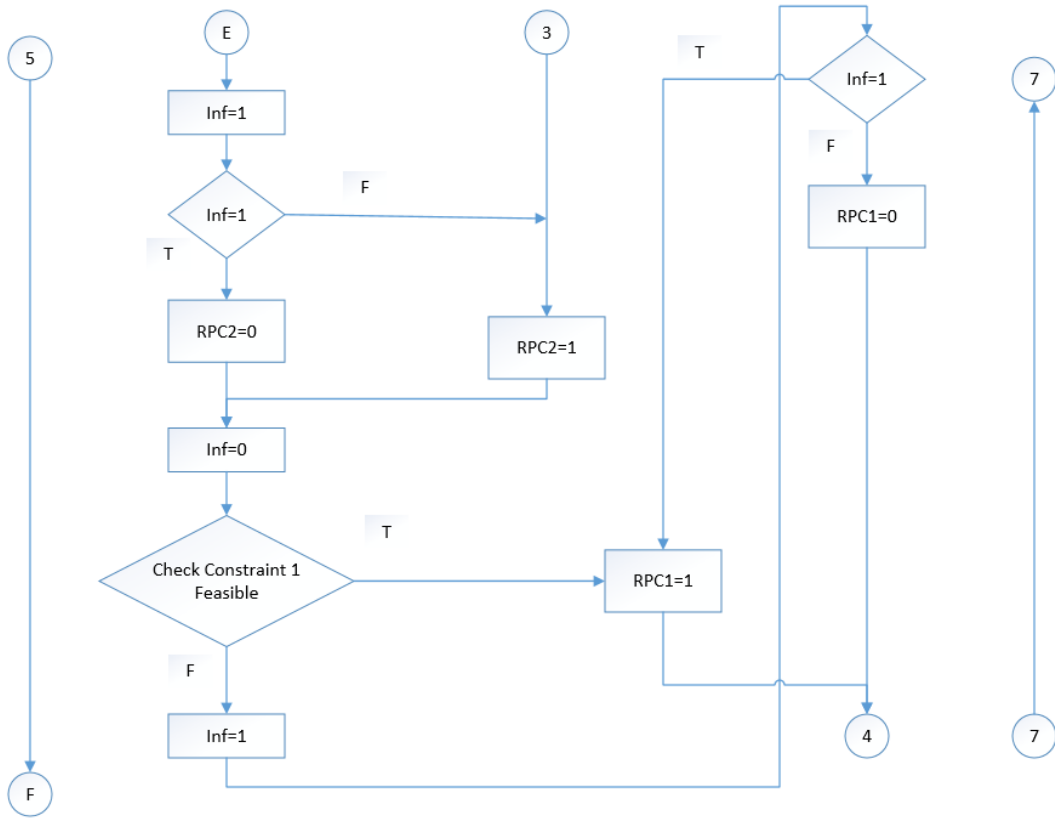 5
E
3
Inf=1
T
Inf=1
7
F
RPC1=0
Inf=1
F
T
RPC2=0
RPC2=1
Inf=0
T
Check Constraint 1
Feasible
RPC1=1
F
Inf=1
4
7
F